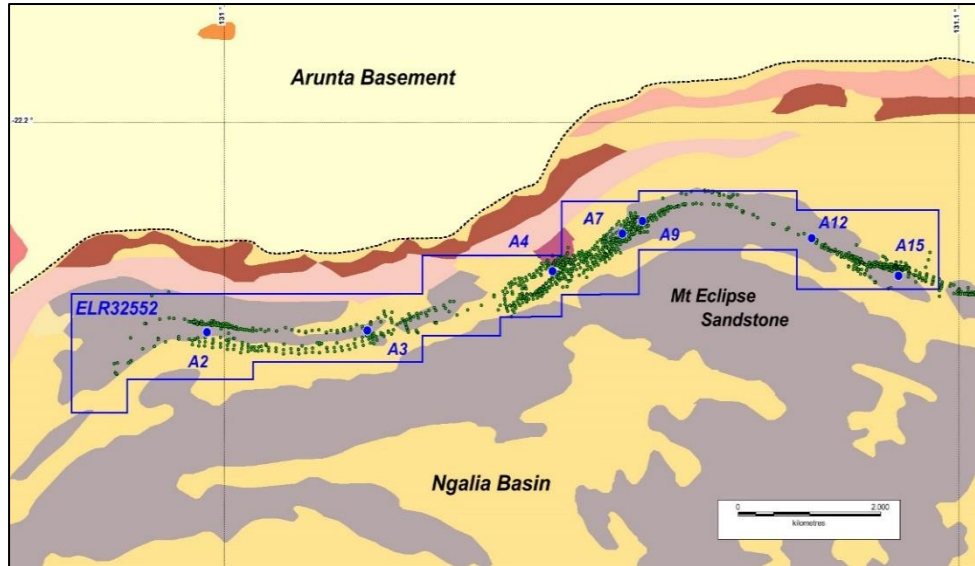 131 °
131.1 °
Arunta Basement
-22.2 °
A7
A4
A9
A12
A15
ELR32552
Mt Eclipse
Sandstone
A2
A3
Ngalia Basin
0
2.000
kilometres